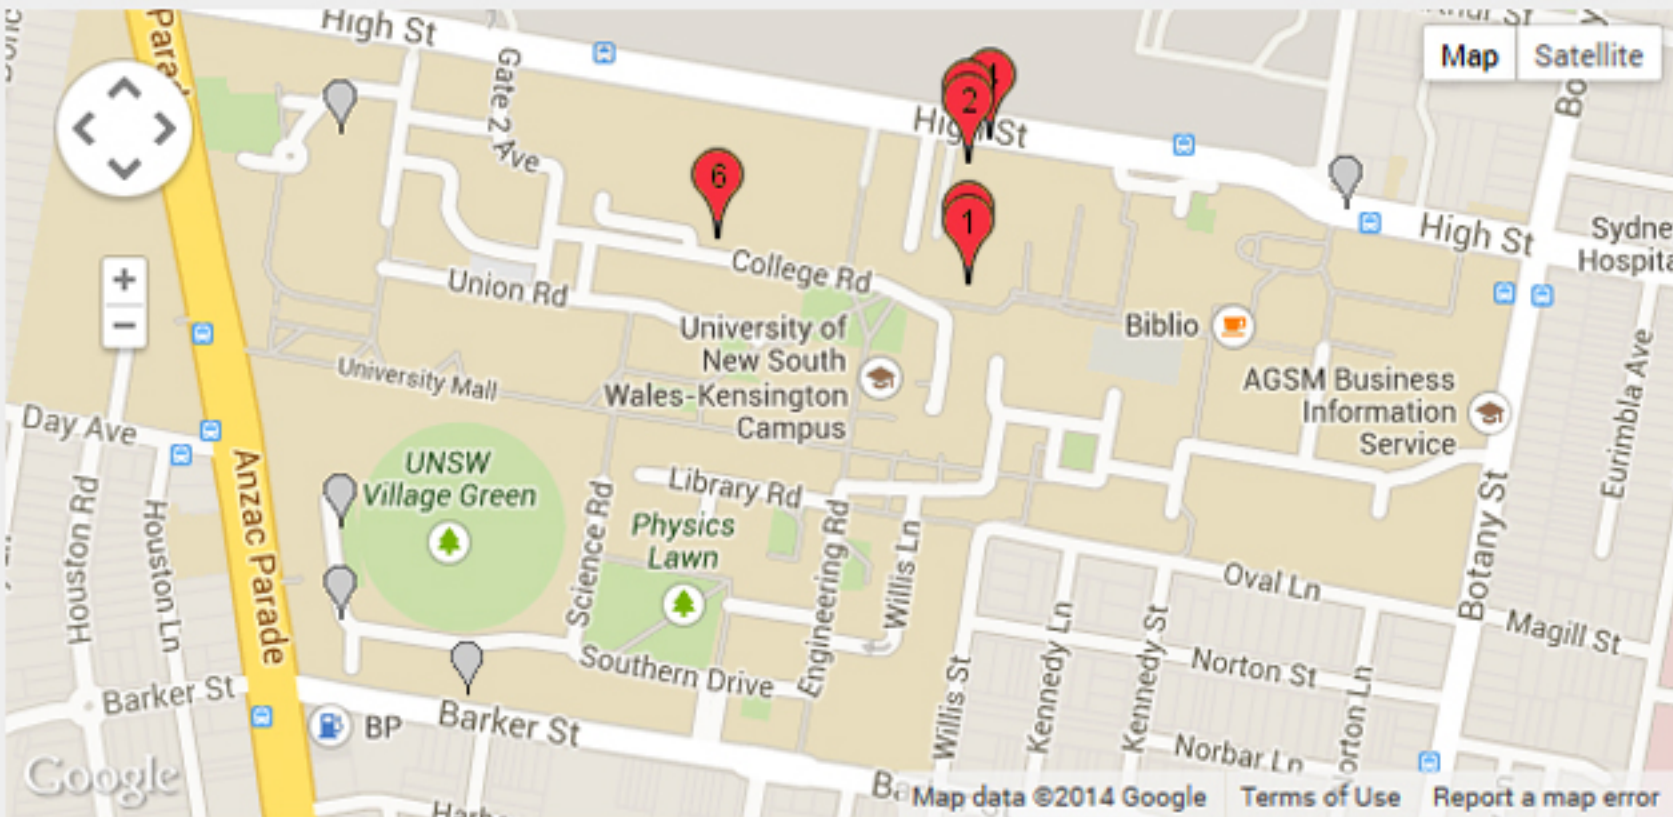 High St
Gate 2 Ave
Map
Satellite
4
2
High St
6
1
High St
College Rd
Union Rd
University of
New South
Wales-Kensington
Campus
Biblio
AGSM Business
Information
Service
University Mall
Day Ave
Anzac Parade
UNSW
Village Green
Library Rd
Physics
Lawn
Science Rd
Engineering Rd
Willis Ln
Houston Rd
Houston Ln
Botany St
Eurimbla Ave
Oval Ln
Magill St
Norton St
Kennedy Ln
Kennedy St
Willis St
Southern Drive
Barker St
BP
Barker St
Norbar Ln
Google
Map data ©2014 Google
Terms of Use
Report a map error